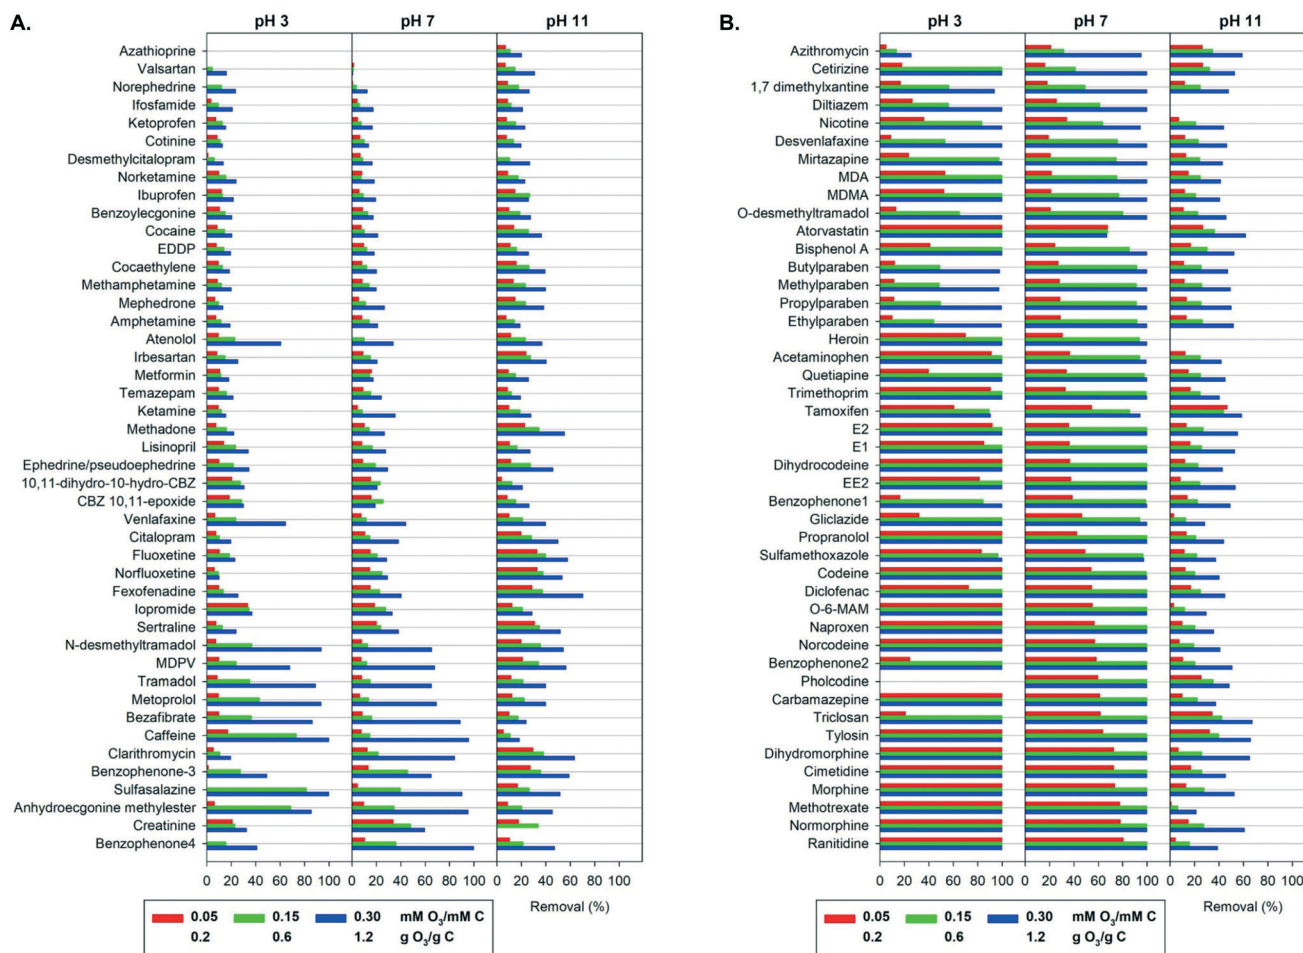 A.
pH 3 pH 7 pH 11
Azathioprine
Valsartan
Norephedrine
Ifosfamide
Ketoprofen
Cotinine
Desmethylcitalopram
Norketamine
Ibuprofen
Benzoylecgonine
Cocaine
EDDP
Cocaethylene
Methamphetamine
Mephedrone
Amphetamine
Atenolol
Irbesartan
Metformin
Temazepam
Ketamine
Methadone
Lisinopril
Ephedrine/pseudoephedrine
10,11-dihydro-10-hydro-CBZ
CBZ 10,11-epoxide
Venlafaxine
Citalopram
Fluoxetine
Norfluoxetine
Fexofenadine
Iopromide
Sertraline
N-desmethyltramadol
MDPV
Tramadol
Metoprolol
Bezafibrate
Caffeine
Clarithromycin
Benzophenone-3
Sulfasalazine
Anhydroecgonine methylester
Creatinine
Benzophenone4
0 20 40 60 80 100 0 20 40 60 80 100 0 20 40 60 80 100
Removal (%)
0.05 0.15 0.30 mM O₃/mM C
0.2 0.6 1.2 g O₃/g C
B.
pH 3 pH 7 pH 11
Azithromycin
Cetirizine
1,7 dimethylxantine
Diltiazem
Nicotine
Desvenlafaxine
Mirtazapine
MDA
MDMA
O-desmethyltramadol
Atorvastatin
Bisphenol A
Butylparaben
Methylparaben
Propylparaben
Ethylparaben
Heroin
Acetaminophen
Quetiapine
Trimethoprim
Tamoxifen
E2
E1
Dihydrocodeine
EE2
Benzophenone1
Gliclazide
Propranolol
Sulfamethoxazole
Codeine
Diclofenac
O-6-MAM
Naproxen
Norcodeine
Benzophenone2
Pholcodine
Carbamazepine
Triclosan
Tylosin
Dihydromorphine
Cimetidine
Morphine
Methotrexate
Normorphine
Ranitidine
0 20 40 60 80 100 0 20 40 60 80 100 0 20 40 60 80 100
Removal (%)
0.05 0.15 0.30 mM O₃/mM C
0.2 0.6 1.2 g O₃/g C